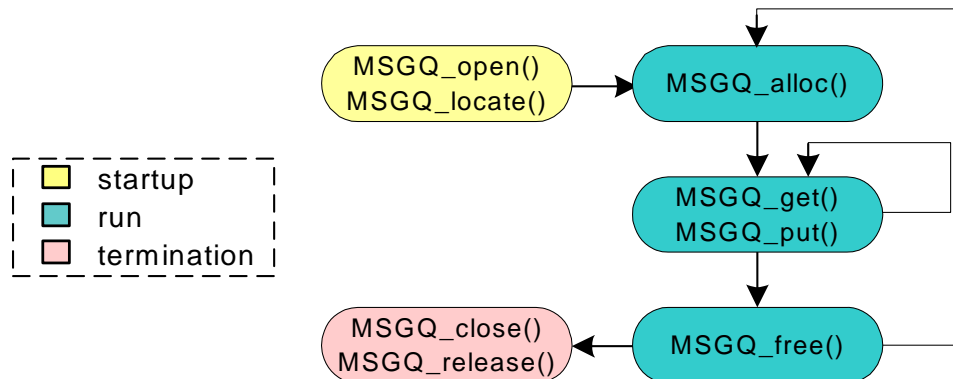 MSGQ_open()
MSGQ_locate()
MSGQ_alloc()
startup
run
termination
MSGQ_get()
MSGQ_put()
MSGQ_close()
MSGQ_release()
MSGQ_free()